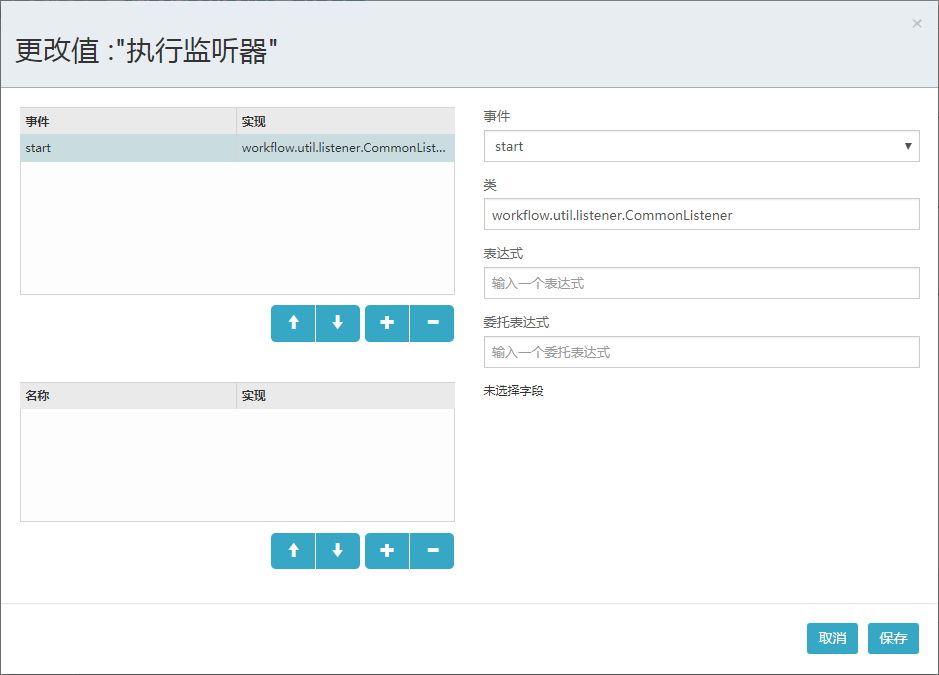 更改值 :"执行监听器"
×
事件 实现
start workflow.util.listener.CommonList...
事件
start
类
workflow.util.listener.CommonListener
表达式
输入一个表达式
委托表达式
输入一个委托表达式
未选择字段
名称 实现
取消 保存